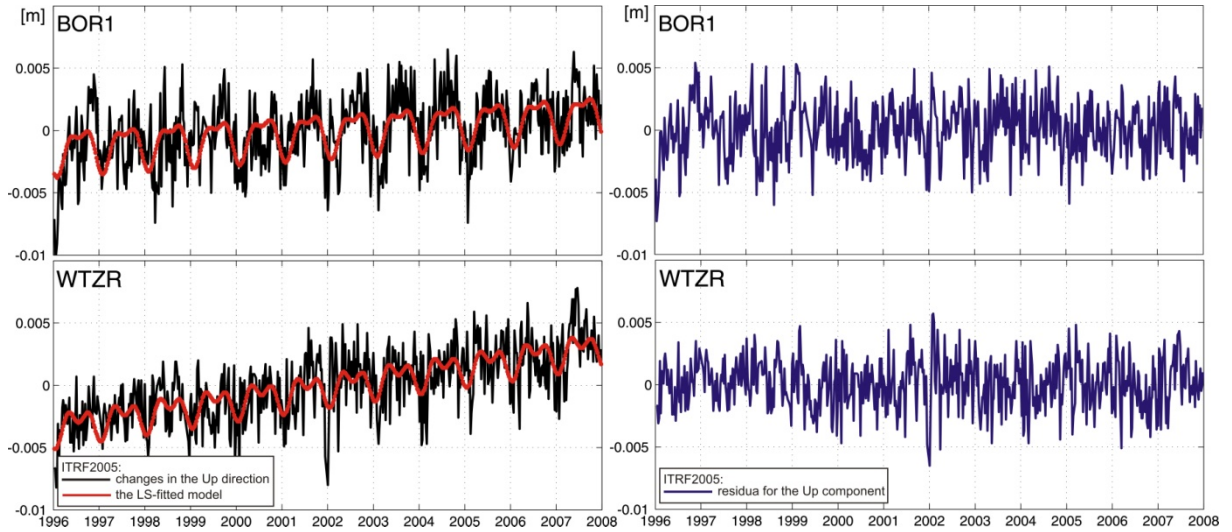 [m]
BOR1
0.005
0
-0.005
-0.01
WTZR
0.005
0
-0.005
-0.01
ITRF2005:
changes in the Up direction
the LS-fitted model
1996 1997 1998 1999 2000 2001 2002 2003 2004 2005 2006 2007 2008
[m]
BOR1
0.005
0
-0.005
-0.01
WTZR
0.005
0
-0.005
-0.01
ITRF2005:
residua for the Up component
1996 1997 1998 1999 2000 2001 2002 2003 2004 2005 2006 2007 2008